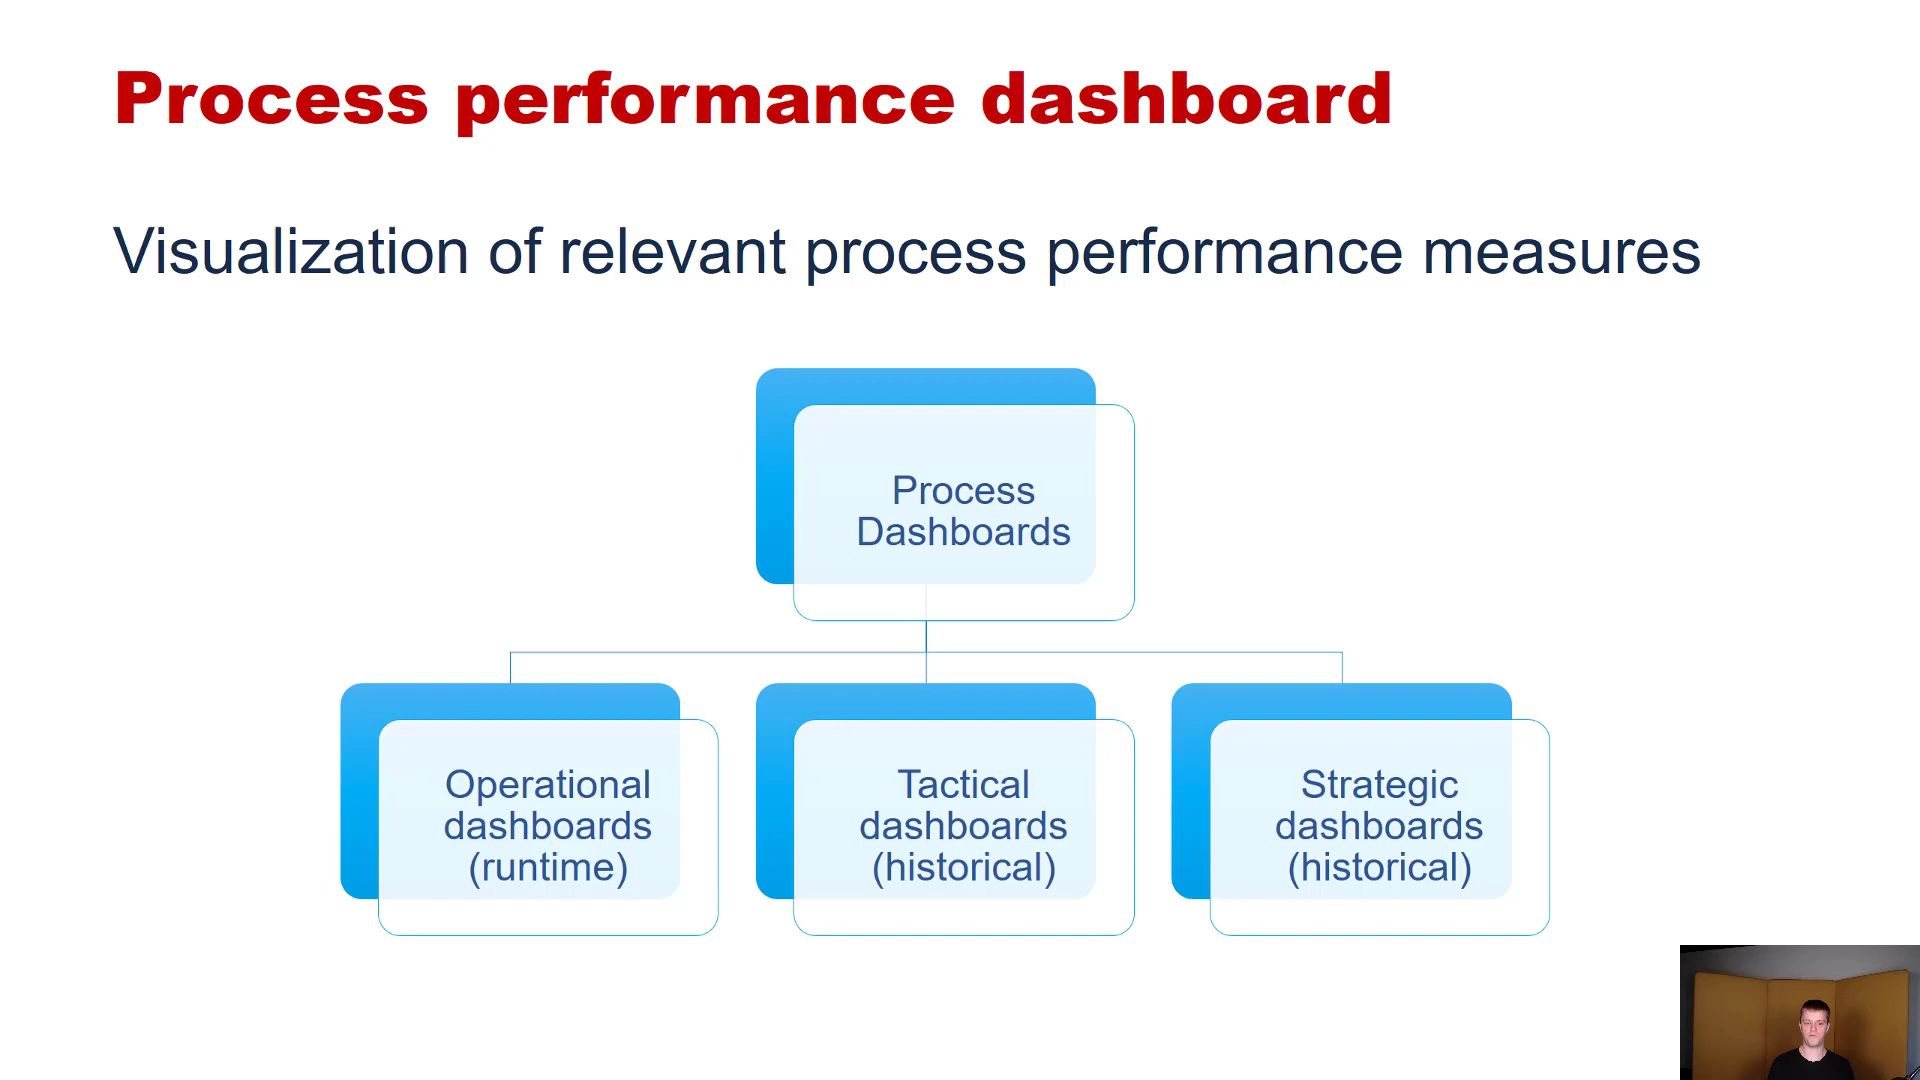 Process performance dashboard
Visualization of relevant process performance measures
Process
Dashboards
Operational
dashboards
(runtime)
Tactical
dashboards
(historical)
Strategic
dashboards
(historical)